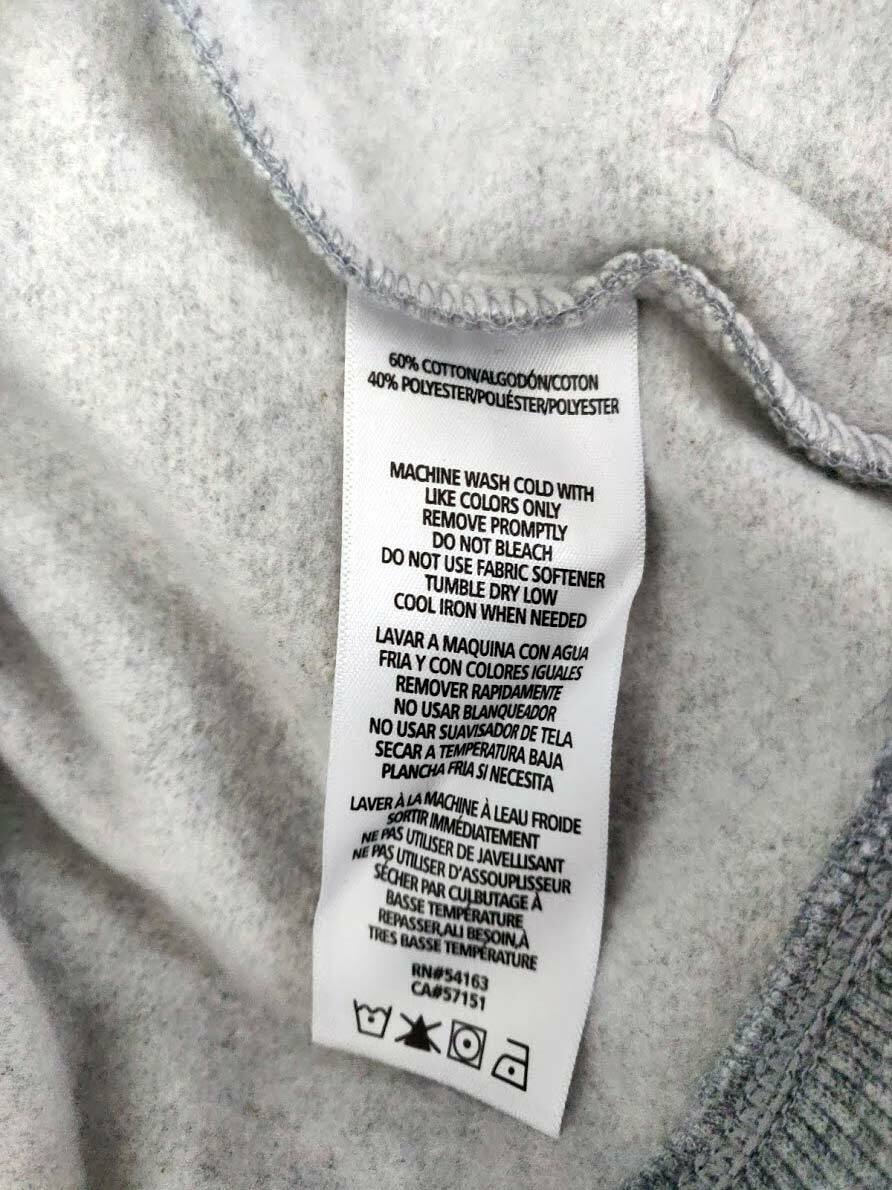 60% COTTON/ALGODÓN/COTON
40% POLYESTER/POLIÉSTER/POLYESTER
MACHINE WASH COLD WITH
LIKE COLORS ONLY
REMOVE PROMPTLY
DO NOT BLEACH
DO NOT USE FABRIC SOFTENER
TUMBLE DRY LOW
COOL IRON WHEN NEEDED
LAVAR A MAQUINA CON AGUA
FRIA Y CON COLORES IGUALES
REMOVER RAPIDAMENTE
NO USAR BLANQUEADOR
NO USAR SUAVISADOR DE TELA
SECAR A TEMPERATURA BAJA
PLANCHA FRIA SI NECESITA
LAVER À LA MACHINE À LEAU FROIDE
SORTIR IMMÉDIATEMENT
NE PAS UTILISER DE JAVELLISANT
NE PAS UTILISER D'ASSOUPLISSEUR
SÉCHER PAR CULBUTAGE À
BASSE TEMPÉRATURE
REPASSER,ALI BESOIN,À
TRES BASSE TEMPÉRATURE
RN#54163
CA#57151